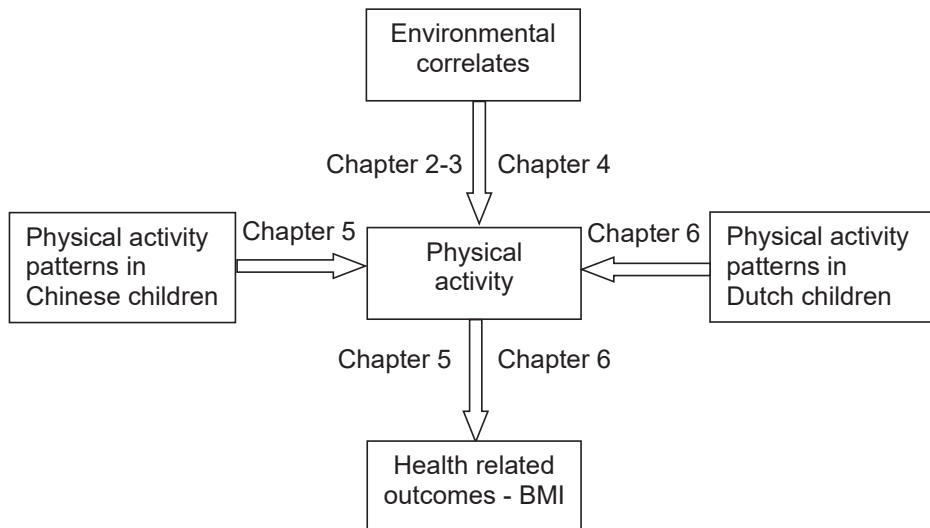 Environmental
correlates
Chapter 2-3
Chapter 4
Physical activity
patterns in
Chinese children
Chapter 5
Physical
activity
Chapter 6
Physical activity
patterns in
Dutch children
Chapter 5
Chapter 6
Health related
outcomes - BMI